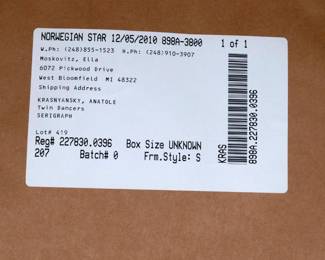 NORWEGIAN STAR 12/05/2010 898A-3800 1 of 1
W.Ph: (248)855-1523 H.Ph: (248)910-3907
Moskovitz, Ella
6072 Pickwood Drive
West Bloomfield MI 48322
Shipping Address
KRASNYANSKY, ANATOLE
Twin Dancers
SERIGRAPH
Lot# 419
Reg# 227830.0396 Box Size UNKNOWN
207 Batch# 0 Frm.Style: S
KRAS
898A.227830.0396